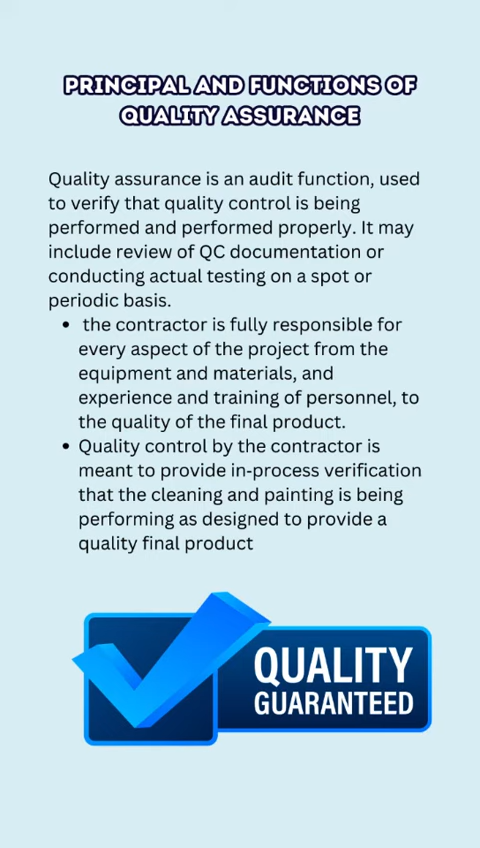 PRINCIPAL AND FUNCTIONS OF
QUALITY ASSURANCE
Quality assurance is an audit function, used
to verify that quality control is being
performed and performed properly. It may
include review of QC documentation or
conducting actual testing on a spot or
periodic basis.
• the contractor is fully responsible for
every aspect of the project from the
equipment and materials, and
experience and training of personnel, to
the quality of the final product.
• Quality control by the contractor is
meant to provide in-process verification
that the cleaning and painting is being
performing as designed to provide a
quality final product
QUALITY
GUARANTEED